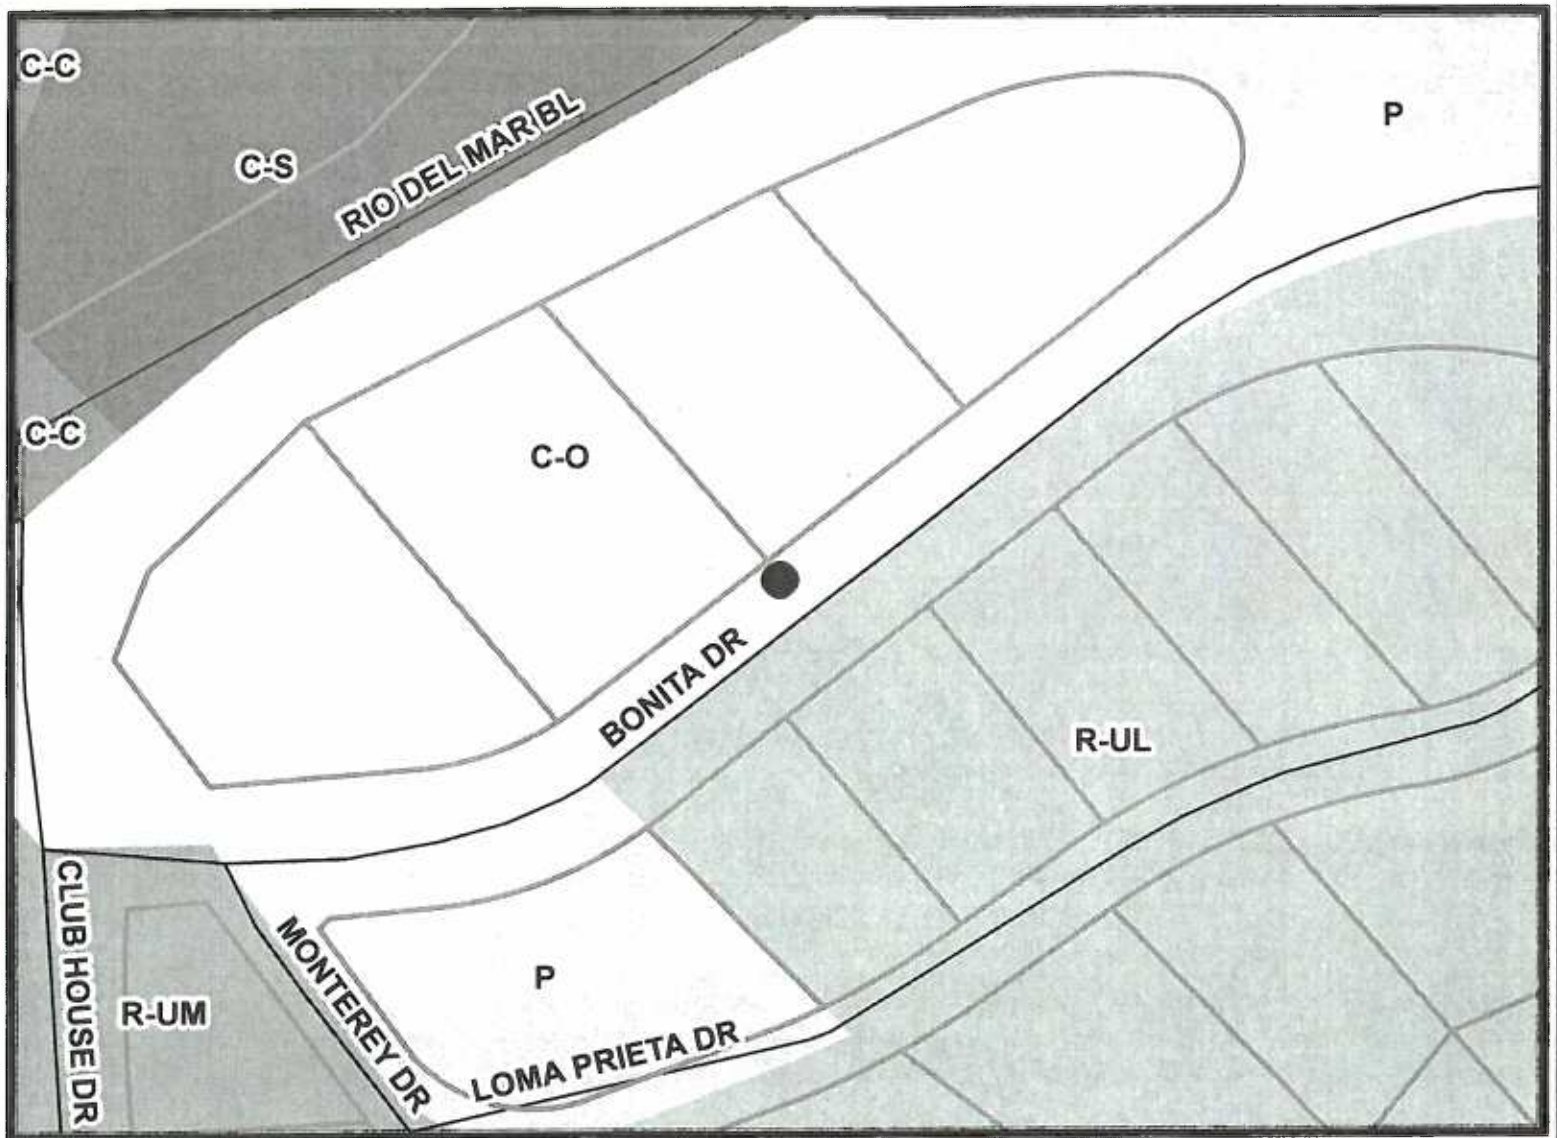 C-C
P
RIO DEL MAR BL
C-S
C-C
C-O
BONITA DR
R-UL
CLUB HOUSE DR
MONTEREY DR
P
R-UM
LOMA PRIETA DR